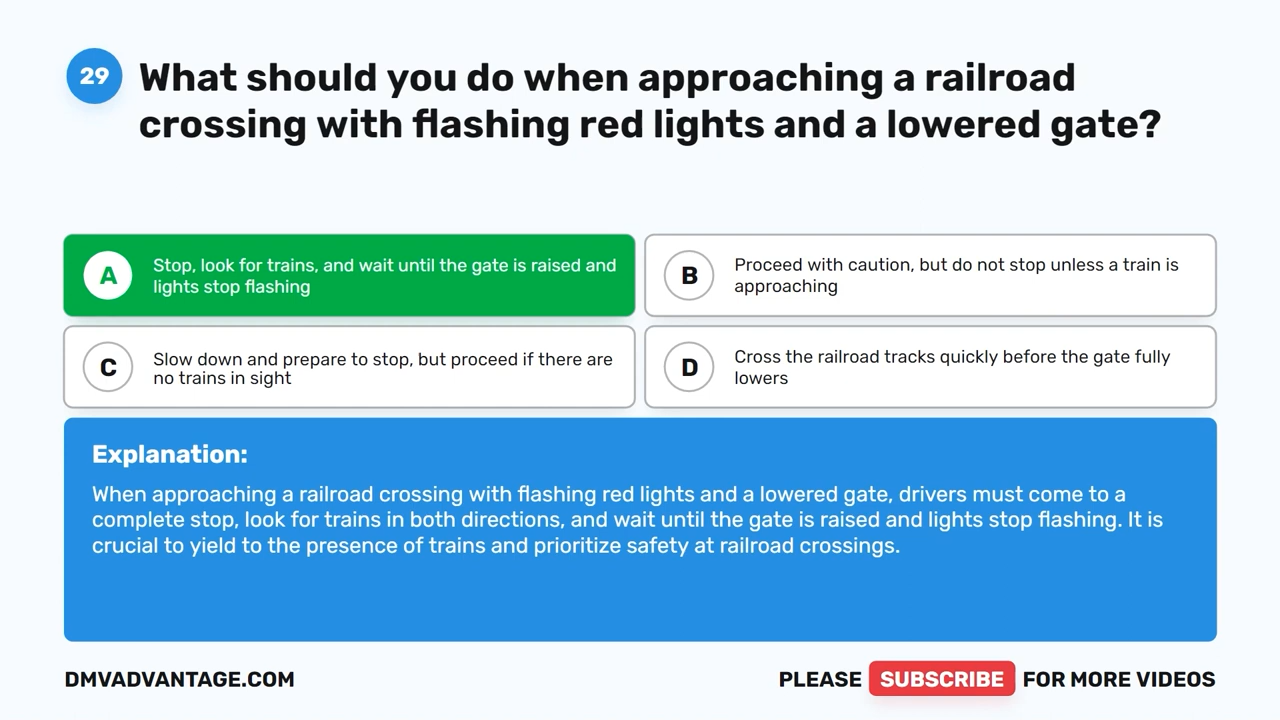 29
What should you do when approaching a railroad
crossing with flashing red lights and a lowered gate?
A
Stop, look for trains, and wait until the gate is raised and
lights stop flashing
B
Proceed with caution, but do not stop unless a train is
approaching
C
Slow down and prepare to stop, but proceed if there are
no trains in sight
D
Cross the railroad tracks quickly before the gate fully
lowers
Explanation:
When approaching a railroad crossing with flashing red lights and a lowered gate, drivers must come to a
complete stop, look for trains in both directions, and wait until the gate is raised and lights stop flashing. It is
crucial to yield to the presence of trains and prioritize safety at railroad crossings.
DMVADVANTAGE.COM
PLEASE SUBSCRIBE FOR MORE VIDEOS